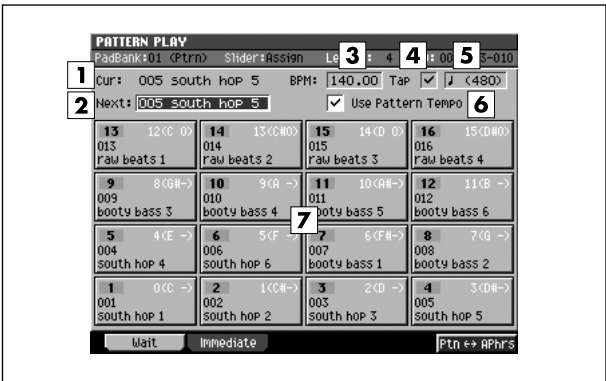 PATTERN PLAY
PadBank:01 (Ptrn) Slider:Assign Le 3 4 4 00 5 3-010
1 Cur: 005 south hop 5 BPM: 140.00 Tap ♩ (480)
2 Next: 005 south hop 5 Use Pattern Tempo 6
13 12(C 0) 14 13(C#0) 15 14(D 0) 16 15(D#0)
013 014 015 016
raw beats 1 raw beats 2 raw beats 3 raw beats 4
9 8(G#-) 10 9(A -) 11 10(A#-) 12 11(B -)
009 010 011 012
booty bass 3 booty bass 4 booty bass 5 booty bass 6
7
5 4(E -) 6 5(F -) 7 6(F#-) 8 7(G -)
004 006 007 008
south hop 4 south hop 6 booty bass 1 booty bass 2
1 0(C -) 2 1(C#-) 3 2(D -) 4 3(D#-)
001 002 003 005
south hop 1 south hop 2 south hop 3 south hop 5
Wait Immediate Ptn ↔ APhrs